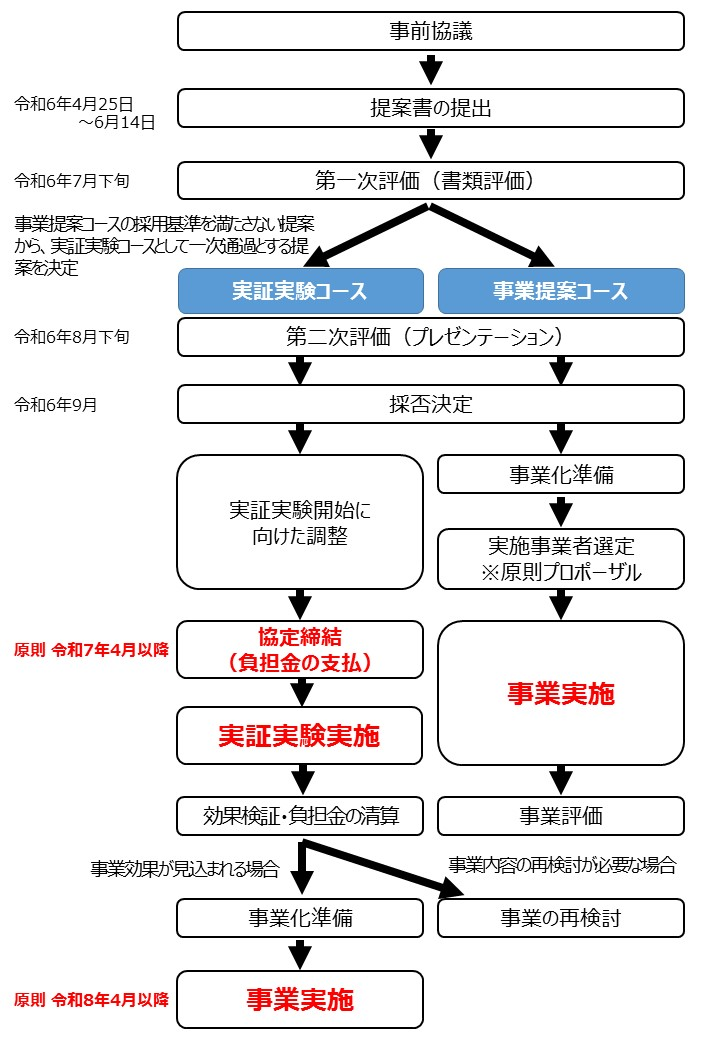 事前協議
令和6年4月25日
～6月14日
提案書の提出
令和6年7月下旬
第一次評価（書類評価）
事業提案コースの採用基準を満たさない提案
から、実証実験コースとして一次通過とする提
案を決定
実証実験コース
事業提案コース
令和6年8月下旬
第二次評価（プレゼンテーション）
令和6年9月
採否決定
実証実験開始に
向けた調整
事業化準備
実施事業者選定
※原則プロポーザル
原則 令和7年4月以降
協定締結
（負担金の支払）
事業実施
実証実験実施
効果検証・負担金の清算
事業評価
事業効果が見込まれる場合
事業内容の再検討が必要な場合
事業化準備
事業の再検討
原則 令和8年4月以降
事業実施